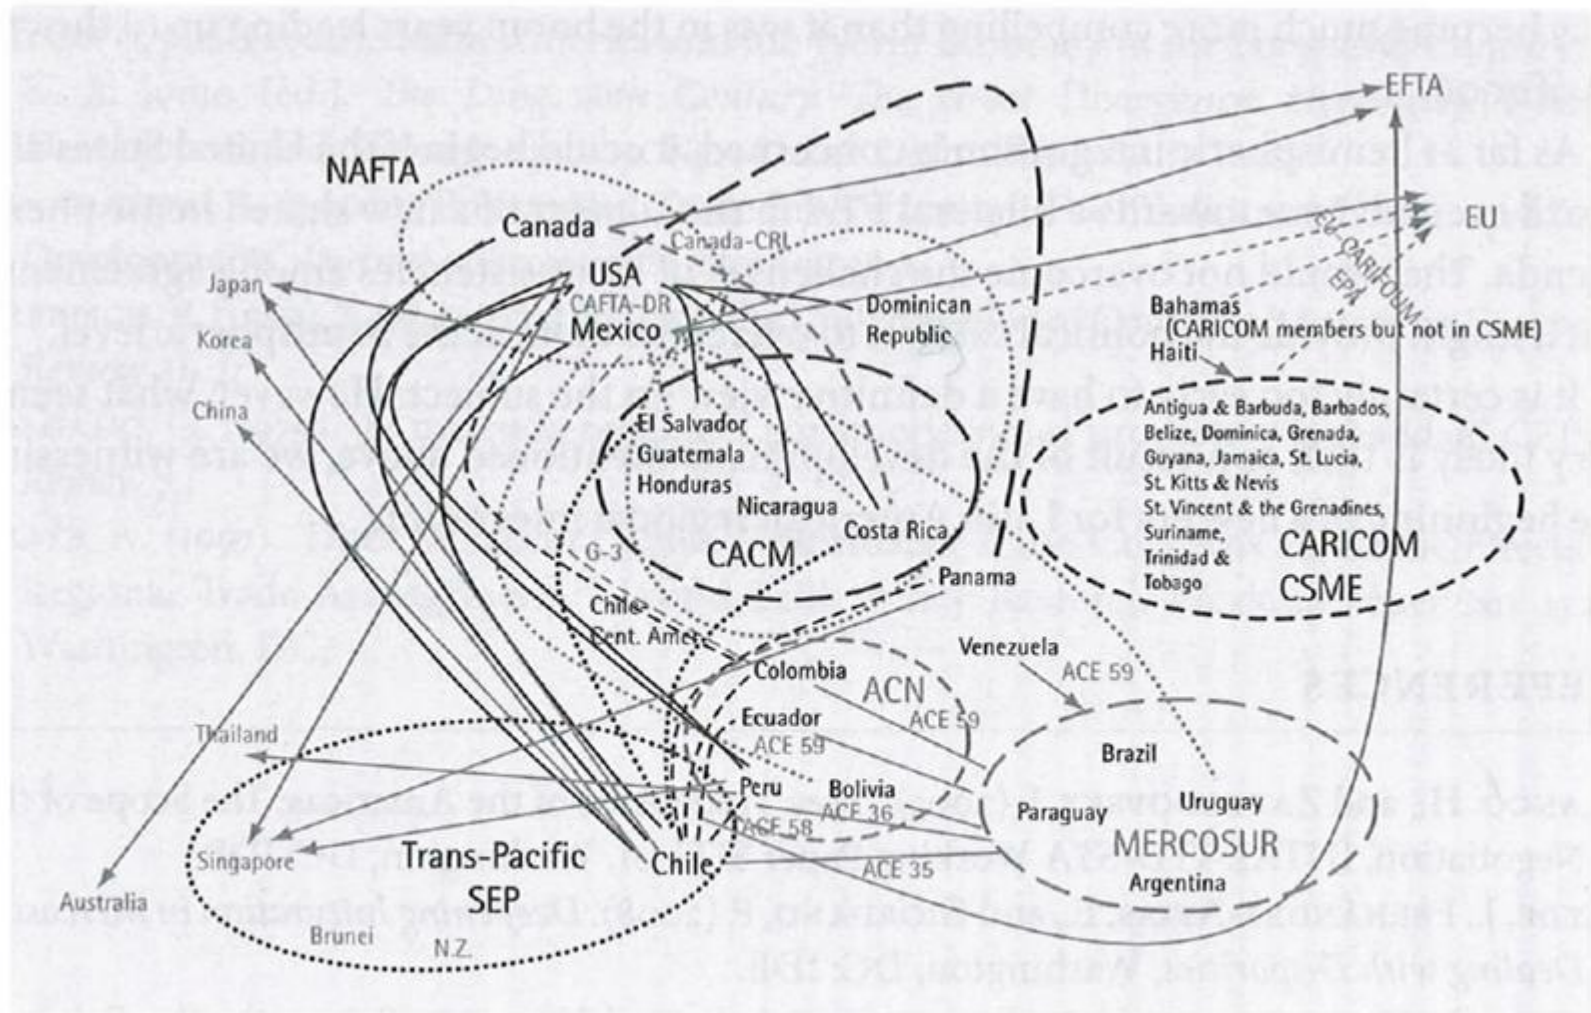 EFTA
NAFTA
EU
Canada
Canada-CRI
EU-CARIFOUM
EPA
USA
CAFTA-DR
Mexico
Japan
Korea
China
Dominican
Republic
Bahamas
(CARICOM members but not in CSME)
Haiti
Antigua & Barbuda, Barbados,
Belize, Dominica, Grenada,
Guyana, Jamaica, St. Lucia,
St. Kitts & Nevis
St. Vincent & the Grenadines,
Suriname,
Trinidad &
Tobago
CARICOM
CSME
El Salvador
Guatemala
Honduras
Nicaragua
Costa Rica
CACM
G-3
Panama
Chile-
Cent. Amer.
Venezuela
ACE 59
Colombia
ACN
ACE 59
Ecuador
ACE 59
Peru
Bolivia
ACE 36
ACE 58
ACE 35
Brazil
Uruguay
Paraguay
MERCOSUR
Argentina
Thailand
Singapore
Australia
Trans-Pacific
SEP
Chile
Brunei
N.Z.